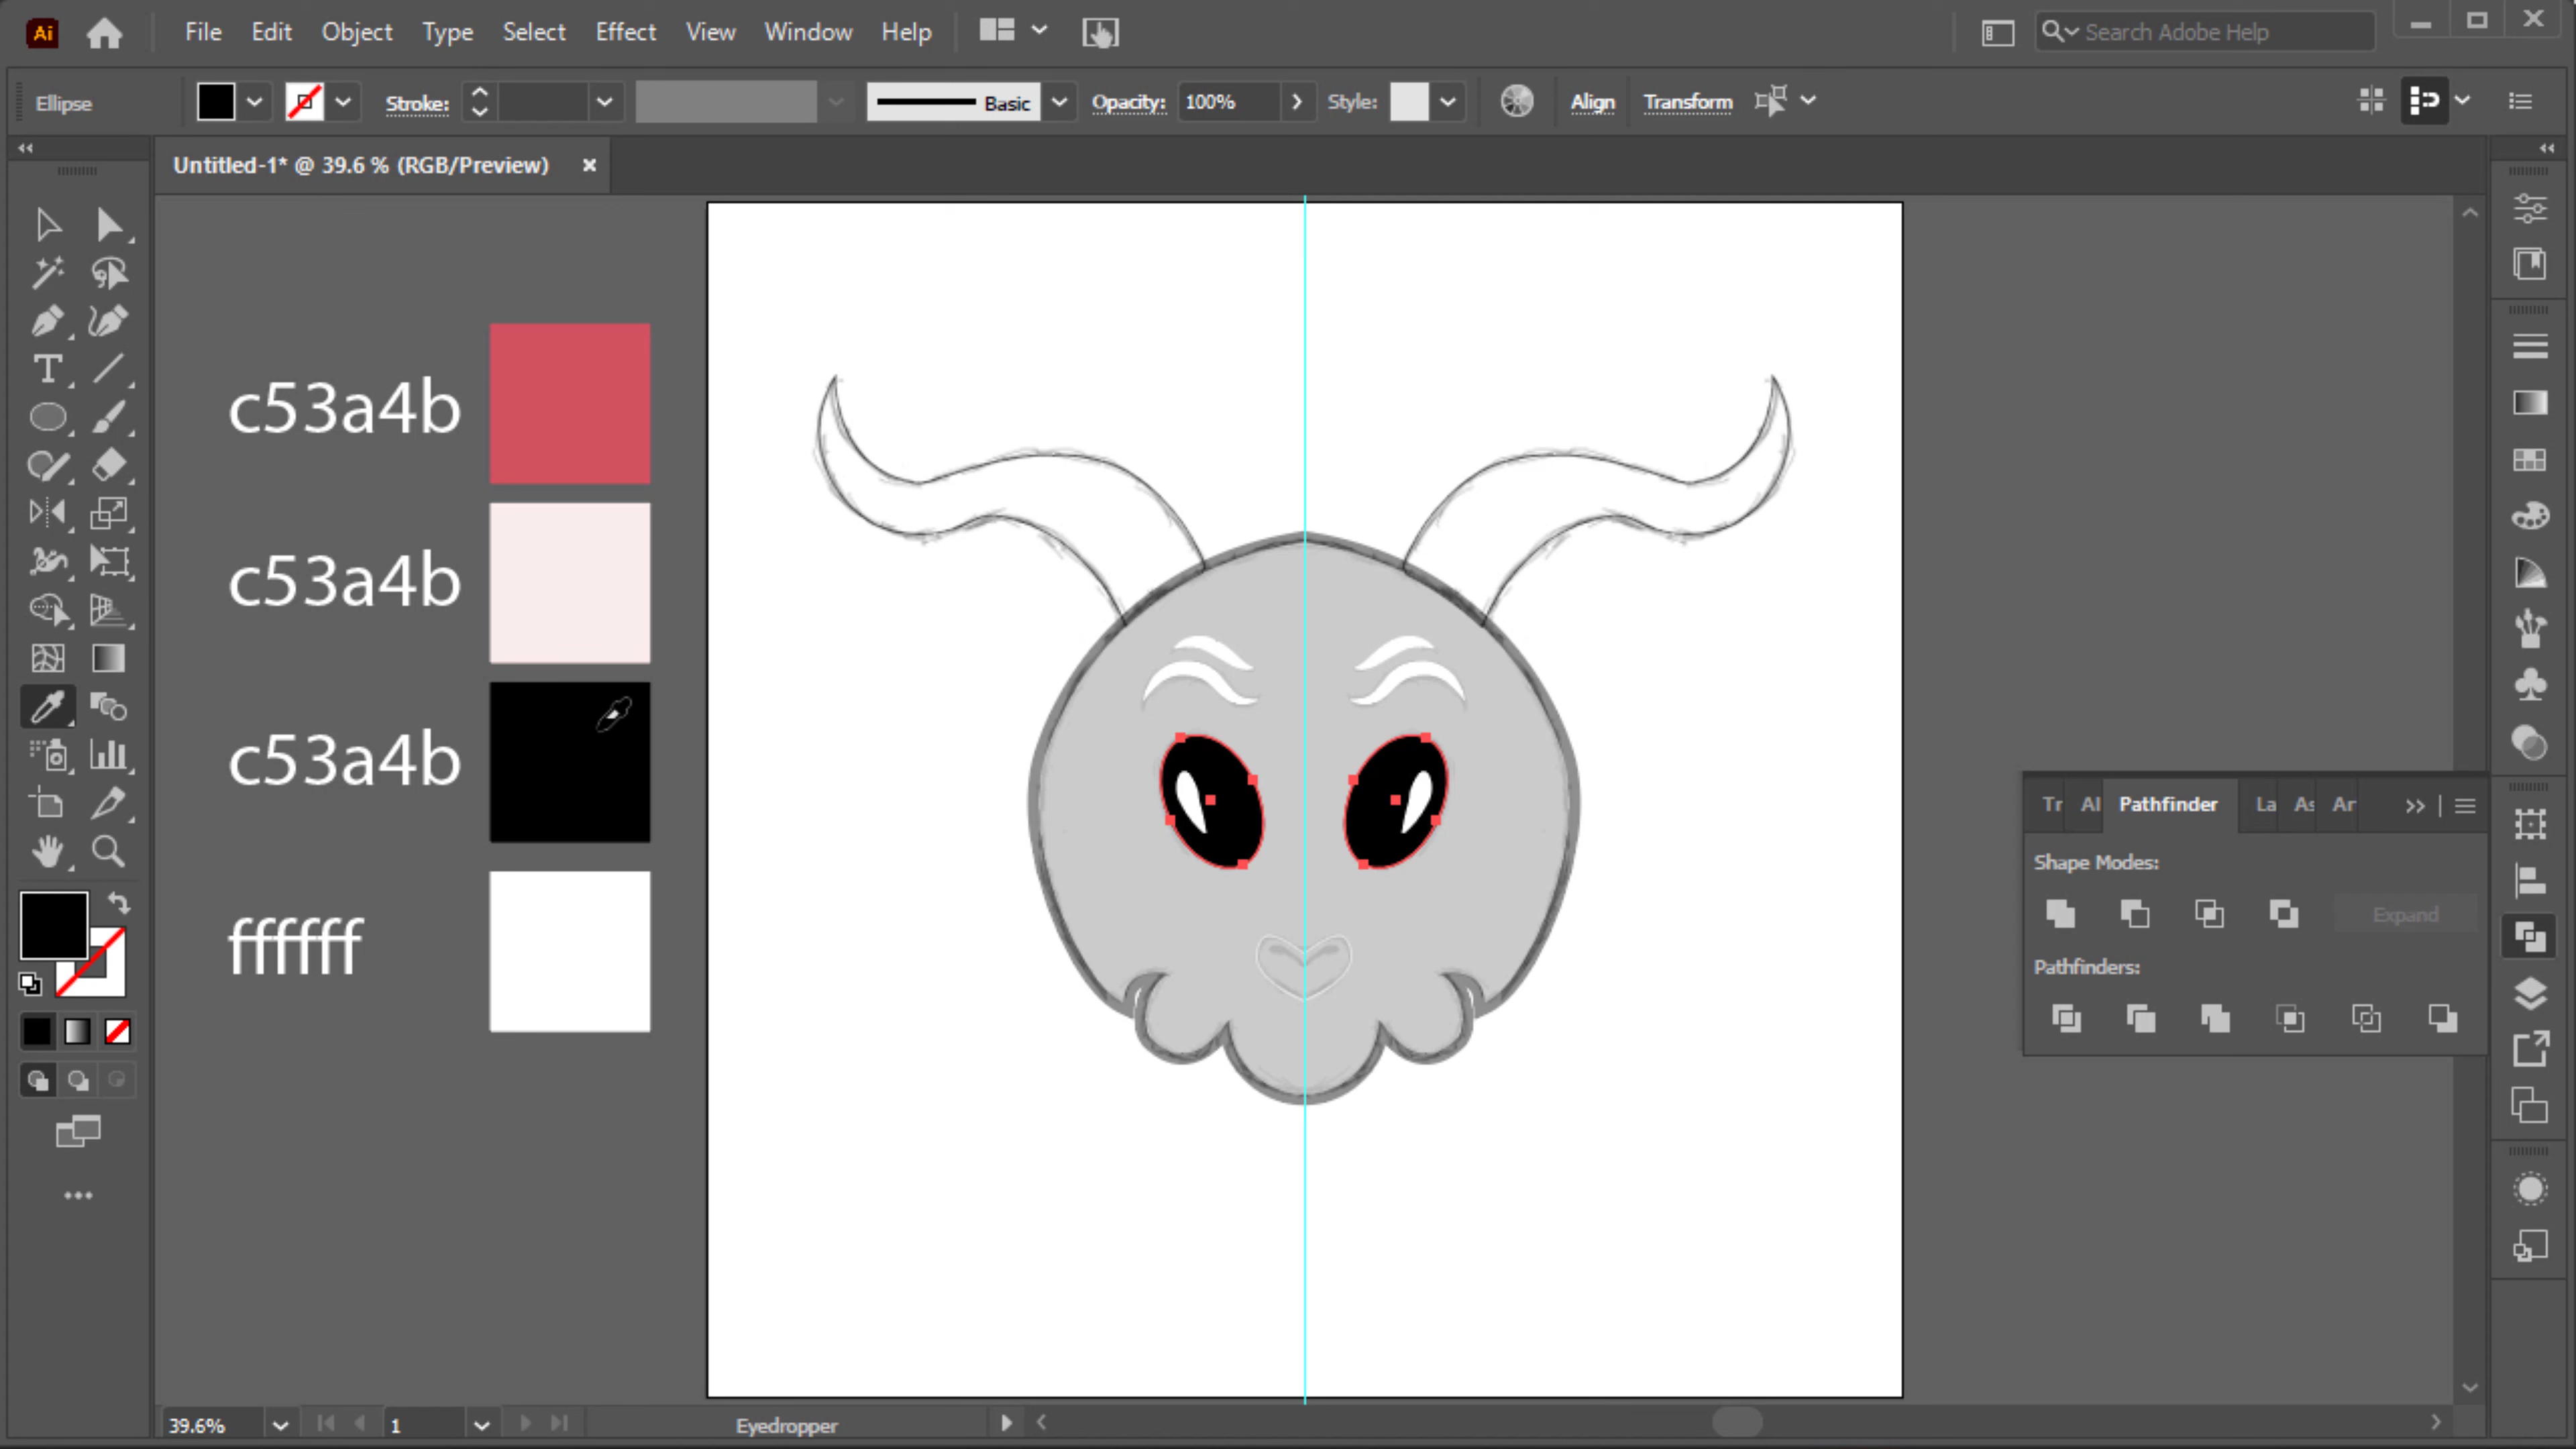 Ai File Edit Object Type Select Effect View Window Help Search Adobe Help
Ellipse Stroke: Basic Opacity: 100% Style: Align Transform
Untitled-1* @ 39.6 % (RGB/Preview)
c53a4b
c53a4b
c53a4b
ffffff
Tr Al Pathfinder La As Ar
Shape Modes:
Expand
Pathfinders:
39.6% 1 Eyedropper